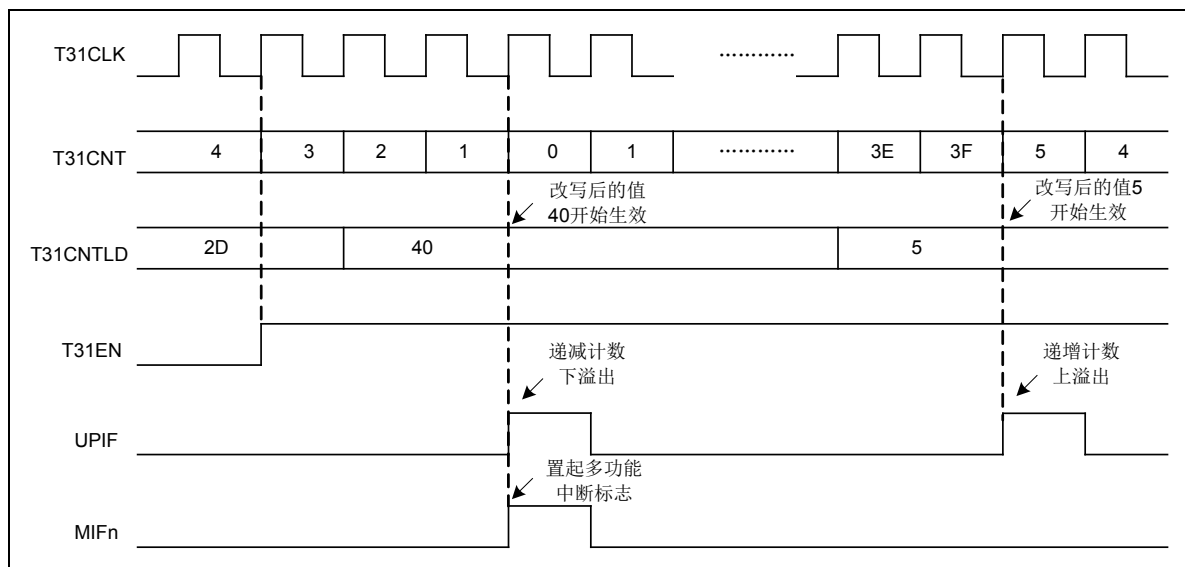 T31CLK
…………
T31CNT
4 3 2 1 0 1 ………… 3E 3F 5 4
改写后的值
40开始生效
改写后的值5
开始生效
T31CNTLD
2D 40 5
T31EN
递减计数
下溢出
递增计数
上溢出
UPIF
置起多功能
中断标志
MIFn